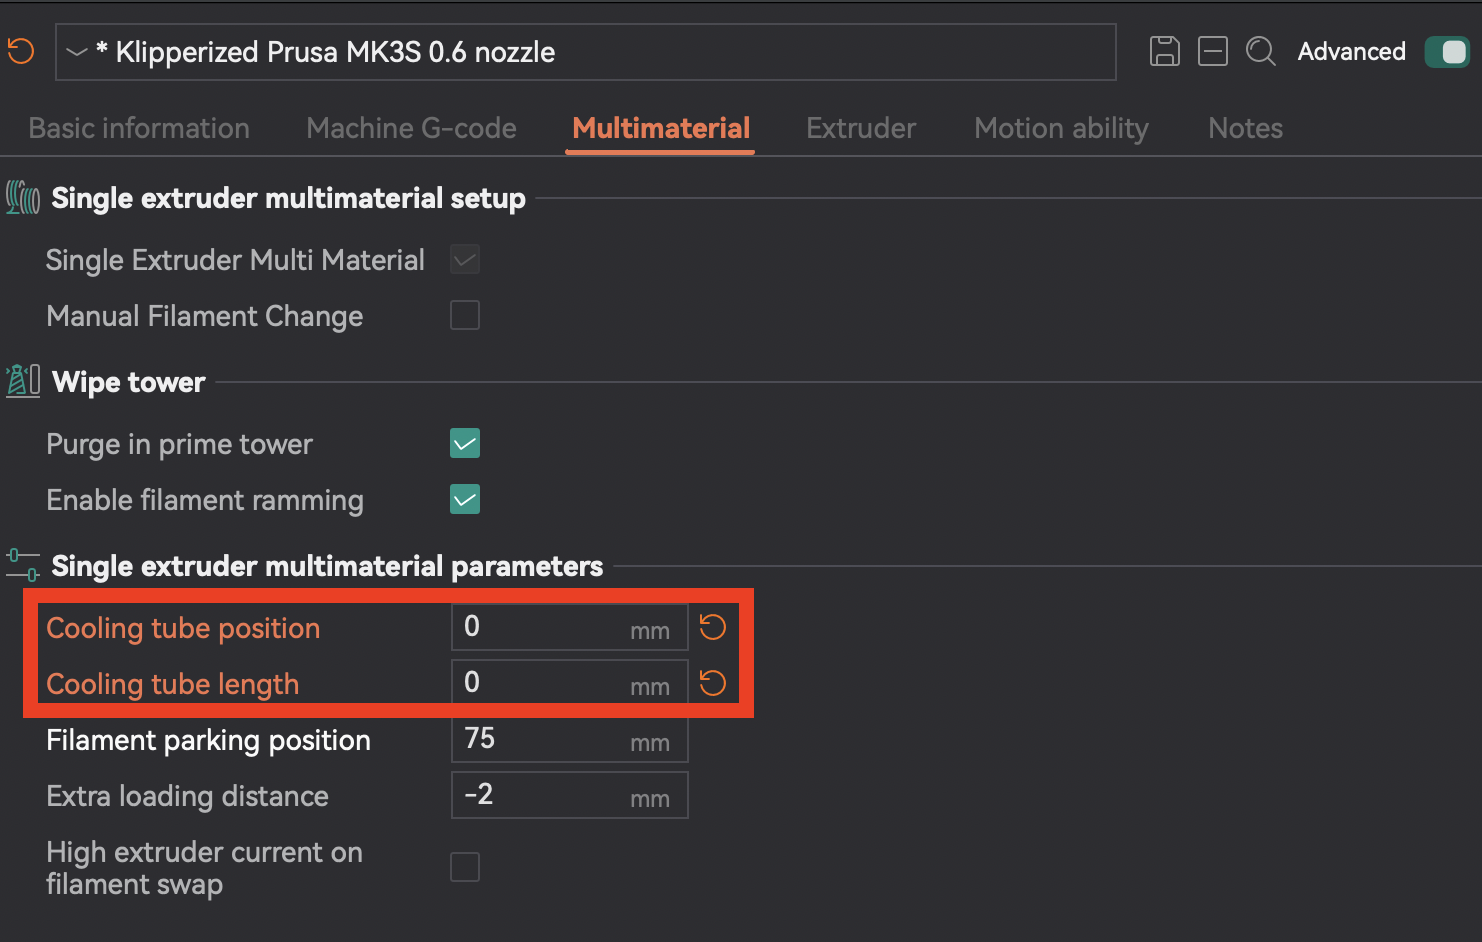 * Klipperized Prusa MK3S 0.6 nozzle
Advanced
Basic information Machine G-code Multimaterial Extruder Motion ability Notes
Single extruder multimaterial setup
Single Extruder Multi Material
Manual Filament Change
Wipe tower
Purge in prime tower
Enable filament ramming
Single extruder multimaterial parameters
Cooling tube position 0 mm
Cooling tube length 0 mm
Filament parking position 75 mm
Extra loading distance -2 mm
High extruder current on
filament swap